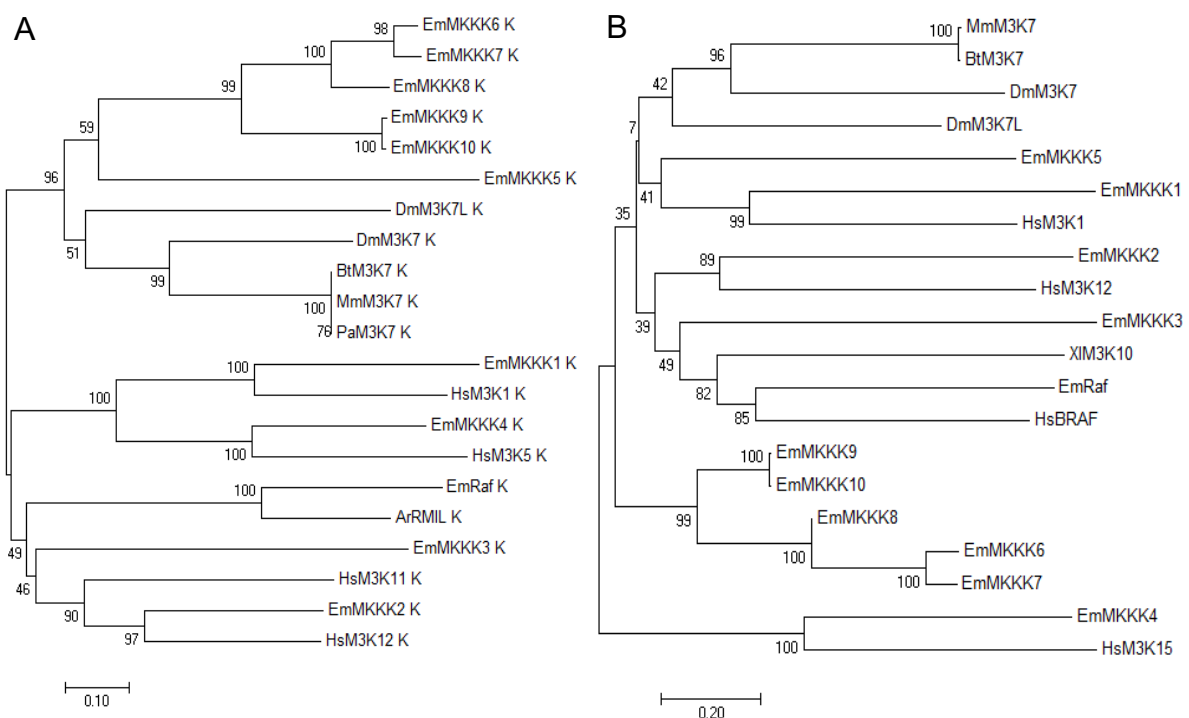 A
98
EmMKKK6 K
100
EmMKKK7 K
99
EmMKKK8 K
59
EmMKKK9 K
100
EmMKKK10 K
96
EmMKKK5 K
DmM3K7L K
51
DmM3K7 K
99
BtM3K7 K
100
MmM3K7 K
76
PaM3K7 K
100
EmMKKK1 K
100
HsM3K1 K
EmMKKK4 K
100
HsM3K5 K
100
EmRaf K
ArRMIL K
49
EmMKKK3 K
46
HsM3K11 K
90
EmMKKK2 K
97
HsM3K12 K
0.10
B
100
MmM3K7
96
BtM3K7
42
DmM3K7
7
DmM3K7L
EmMKKK5
41
EmMKKK1
99
HsM3K1
35
89
EmMKKK2
HsM3K12
39
EmMKKK3
49
XlM3K10
82
EmRaf
85
HsBRAF
100
EmMKKK9
EmMKKK10
99
EmMKKK8
100
EmMKKK6
100
EmMKKK7
EmMKKK4
100
HsM3K15
0.20